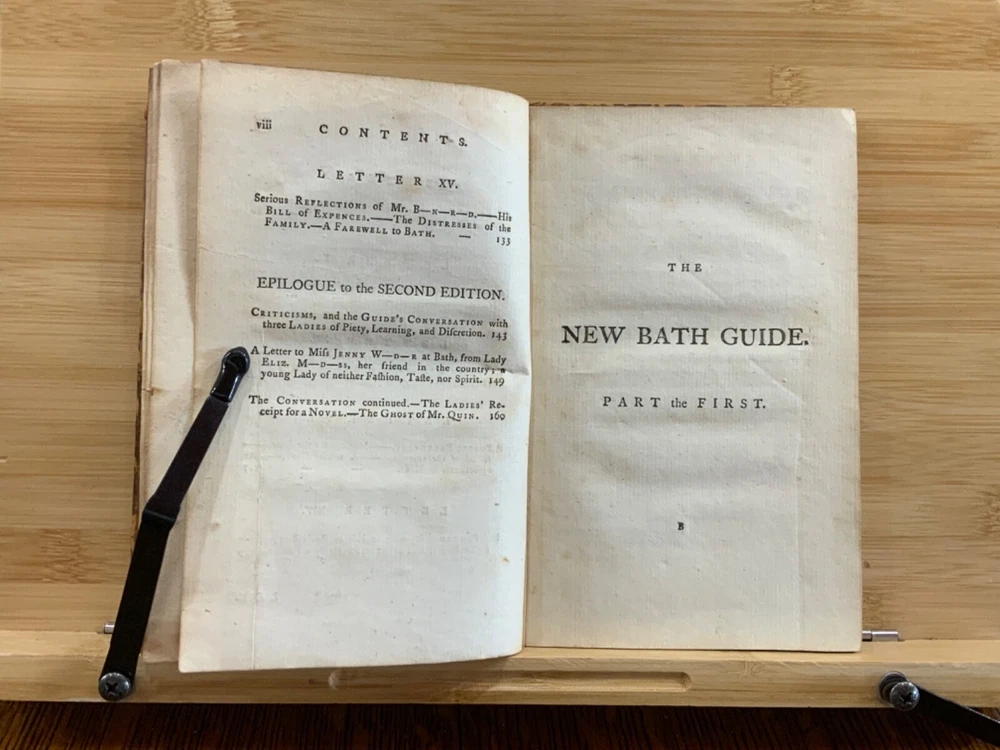 viii
CONTENTS.
LETTER XV.
Serious REFLECTIONS of Mr. B—N—R—D.——His
BILL of EXPENCES.——The DISTRESSES of the
FAMILY.—A FAREWELL to BATH. — 133
EPILOGUE to the SECOND EDITION.
CRITICISMS, and the GUIDE'S CONVERSATION with
three LADIES of Piety, Learning, and Diſcretion. 143
A Letter to Miſs JENNY W—D—R at Bath, from Lady
ELIZ. M—D—SS, her friend in the country; a
young Lady of neither Faſhion, Taſte, nor Spirit. 149
The CONVERSATION continued.—The LADIES' Re-
ceipt for a NOVEL.—The GHOST of Mr. QUIN. 160
THE
NEW BATH GUIDE.
PART the FIRST.
B